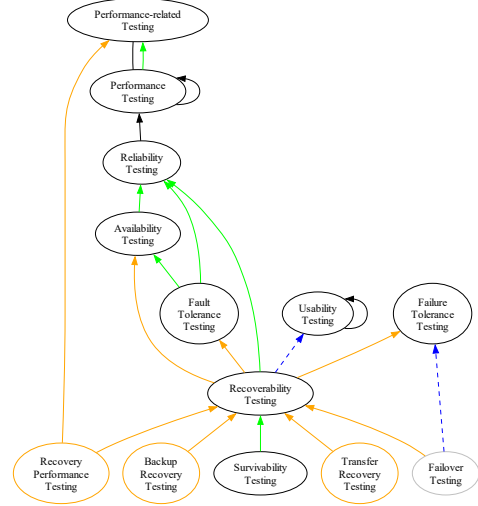 Performance-related
Testing
Performance
Testing
Reliability
Testing
Availability
Testing
Fault
Tolerance
Testing
Usability
Testing
Failure
Tolerance
Testing
Recoverability
Testing
Recovery
Performance
Testing
Backup
Recovery
Testing
Survivability
Testing
Transfer
Recovery
Testing
Failover
Testing